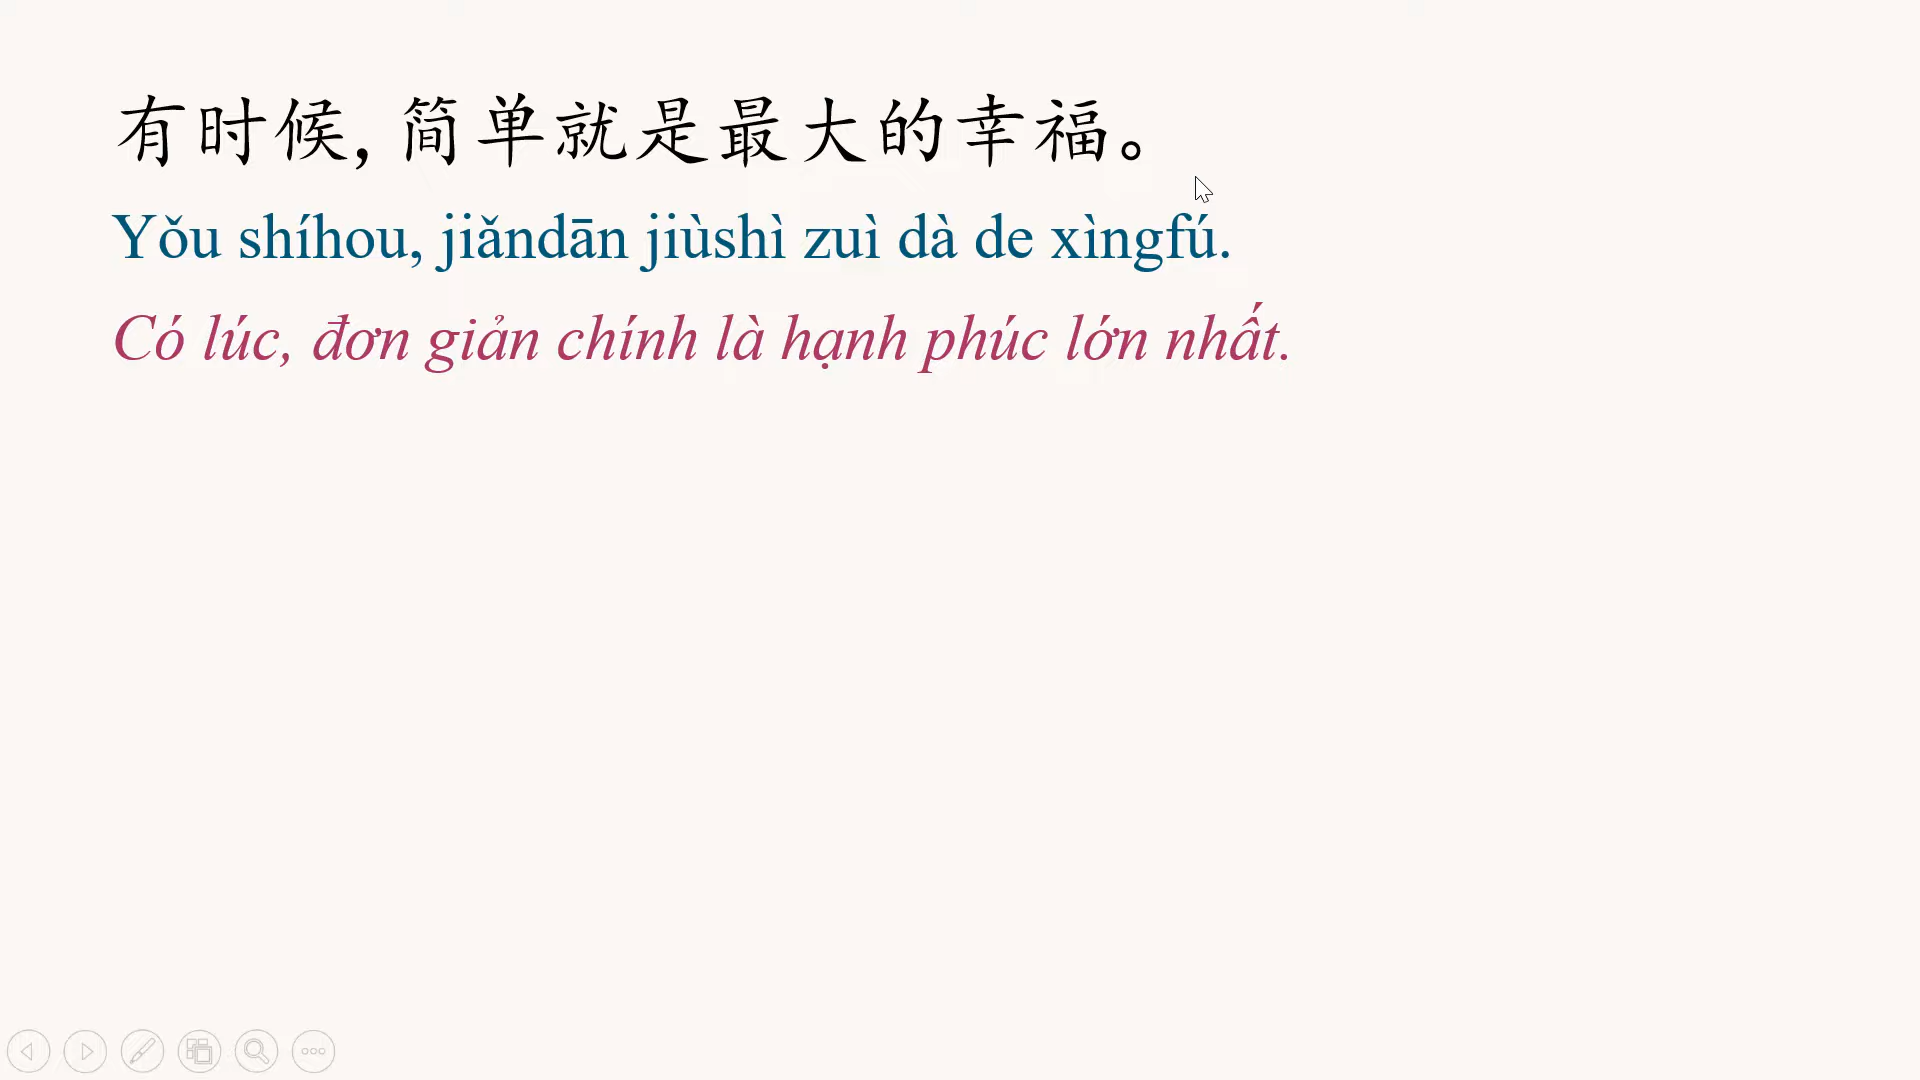 有时候, 简单就是最大的幸福。
Yǒu shíhou, jiǎndān jiùshì zuì dà de xìngfú.
Có lúc, đơn giản chính là hạnh phúc lớn nhất.